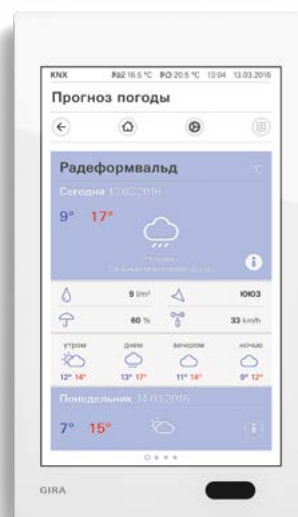 KNX 16.5 °C 20.5 °C 13:04 13.03.2016
Прогноз погоды
Радеформвальд °C
Сегодня 13.03.2016
9° 17°
9 l/m² ЮЮЗ
60 % 33 km/h
утром днем вечером ночью
12° 14° 13° 17° 11° 14° 9° 12°
Понедельник 14.03.2016
7° 15°
GIRA